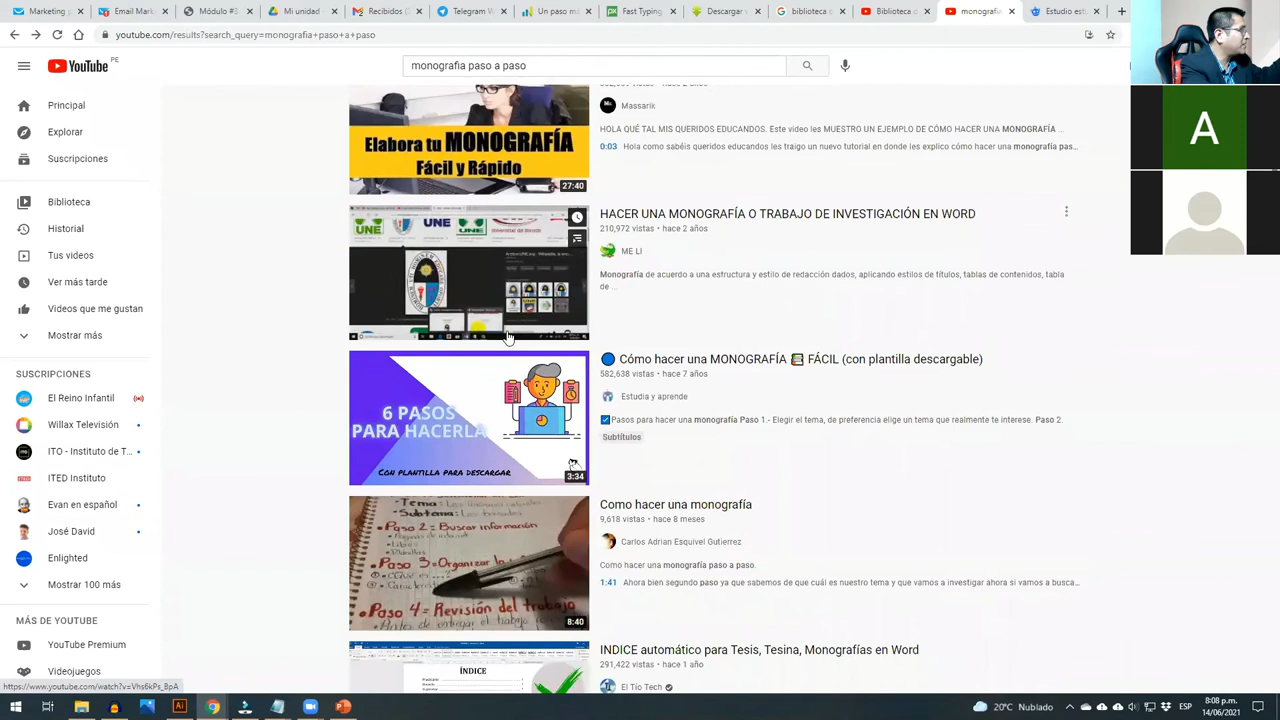 Marketing
Email Mark
Módulo #3
Mi unidad
Recibidos (
Telegram W
Un paso m
Fast Typing
Descargar
biblioteca c
Biblioteca d
monografia
Estudio est
youtube.com/results?search_query=monografia+paso+a+paso
YouTube PE
monografia paso a paso
Principal
Explorar
Suscripciones
Biblioteca
Historial
Tus videos
Ver más tarde
Videos que me gustan
Mostrar más
SUSCRIPCIONES
El Reino Infantil
Willax Televisión
ITO - Instituto de T...
ITED Instituto
Evan en español
Enlighted
Mostrar 100 más
MÁS DE YOUTUBE
YouTube Premium
Videojuegos
Elabora tu MONOGRAFÍA
Fácil y Rápido
27:40
Massarik
HOLA QUÉ TAL MIS QUERIDOS EDUCANDOS. Este video les MUESTRO UN EJEMPLO DE CÓMO HACER UNA MONOGRAFÍA ...
0:03 Hola como sabéis queridos educandos les traigo un nuevo tutorial en donde les explico cómo hacer una monografía pas...
UNE
UNE
HACER UNA MONOGRAFÍA O TRABAJO DE INVESTIGACIÓN EN WORD
210,972 vistas • hace 2 años
ME LI
Monografía de acuerdo a una estructura y estilo de redacción dados, aplicando estilos de títulos, tablas de contenidos, tabla
de ...
6 PASOS
PARA HACERLA
CON PLANTILLA PARA DESCARGAR
3:34
Cómo hacer una MONOGRAFÍA FÁCIL (con plantilla descargable)
582,638 vistas • hace 7 años
Estudia y aprende
Pasos para hacer una monografía Paso 1.- Elegir el tema, de preferencia elige un tema que realmente te interese. Paso 2.
Subtítulos
Paso 2 = Buscar información
Paso 3 = Organizar
Paso 4 = Revisión del trabajo
8:40
Como hacer una monografía
9,618 vistas • hace 8 meses
Carlos Adrian Esquivel Gutierrez
Como hacer una monografía paso a paso.
1:41 Ahora bien segundo paso ya que sabemos de que cuál es nuestro tema y que vamos a investigar ahora si vamos a busca...
ÍNDICE
ÍNDICE automático para Tesis, Tesina, Monografías en Word
291,422 vistas • hace 1 año
El Tío Tech
A
20°C Nublado
ESP
8:08 p.m.
14/06/2021